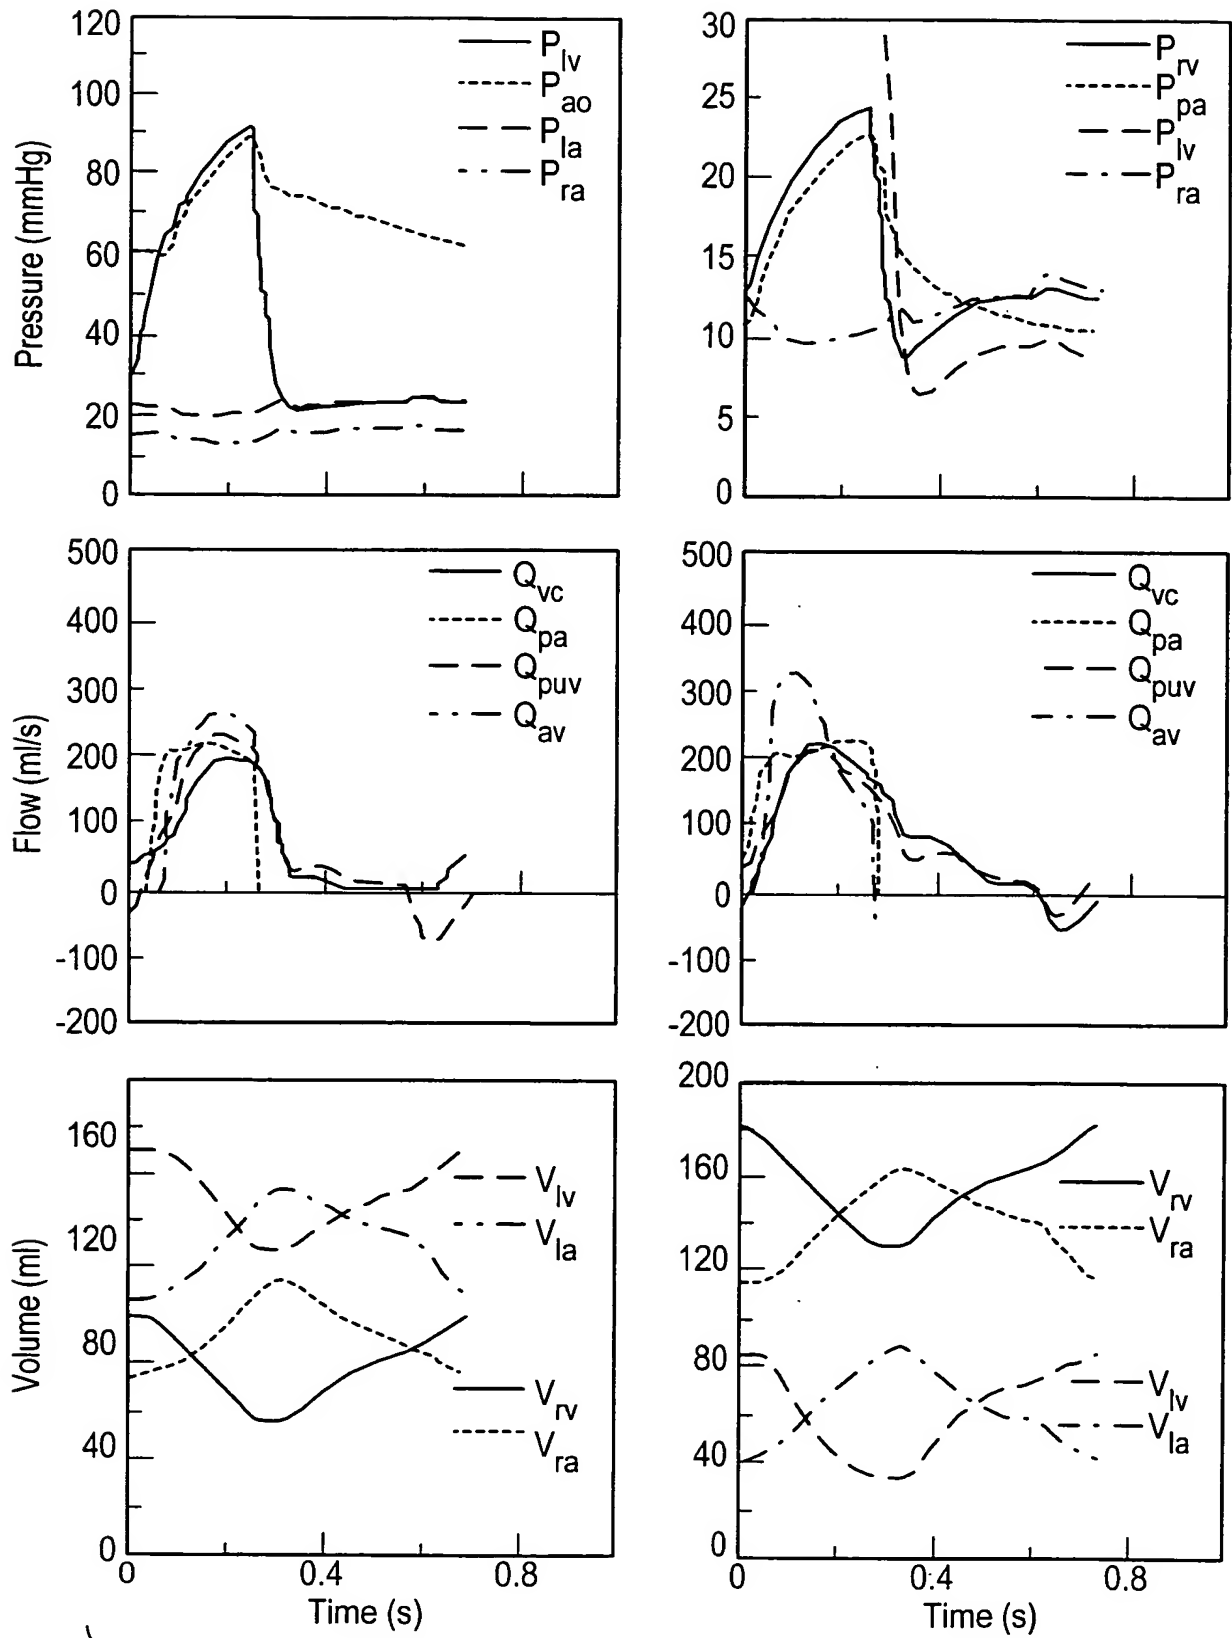 120
100
80
60
40
20
0
Pressure (mmHg)
P_lv
P_ao
P_la
P_ra
30
25
20
15
10
5
0
P_rv
P_pa
P_lv
P_ra
500
400
300
200
100
0
-100
-200
Flow (ml/s)
Q_vc
Q_pa
Q_puv
Q_av
500
400
300
200
100
0
-100
-200
Q_vc
Q_pa
Q_puv
Q_av
160
120
80
40
0
Volume (ml)
V_lv
V_la
V_rv
V_ra
0 0.4 0.8
Time (s)
200
160
120
80
40
0
V_rv
V_ra
V_lv
V_la
0 0:4 0.8
Time (s)